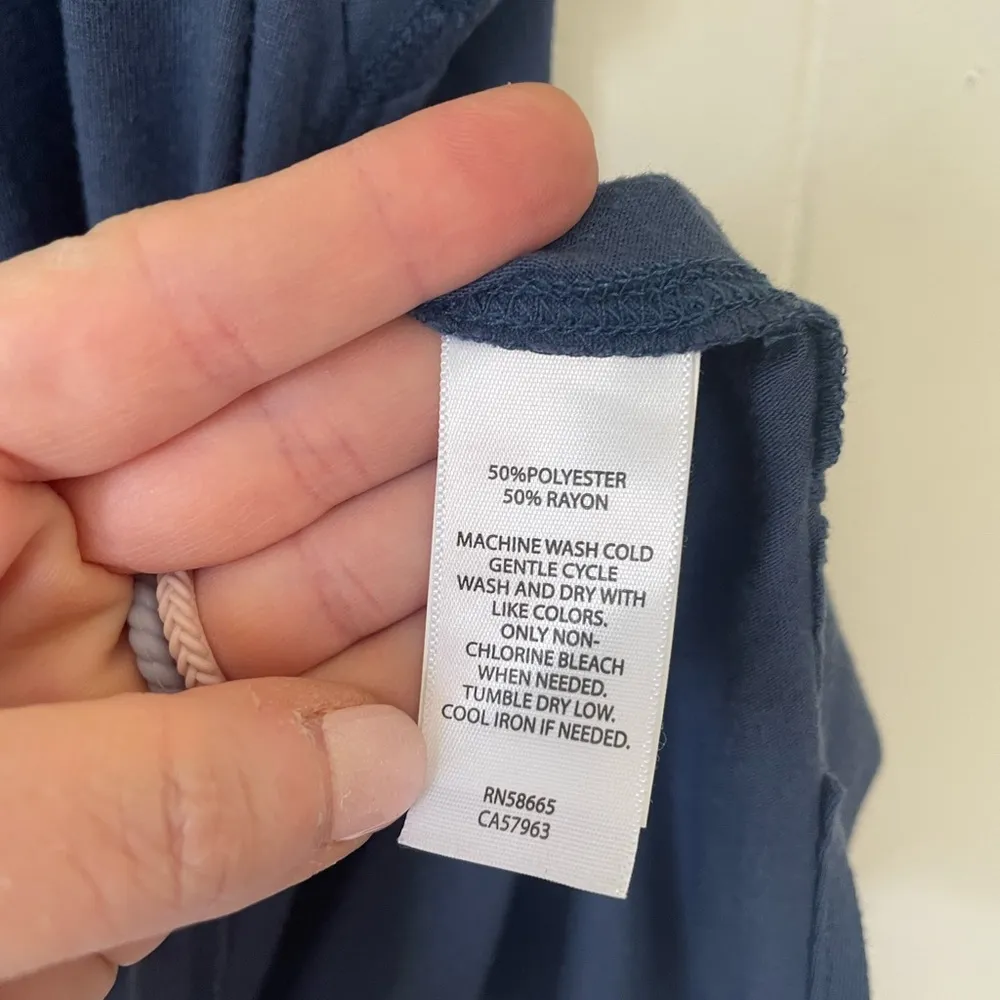 50%POLYESTER
50% RAYON
MACHINE WASH COLD
GENTLE CYCLE
WASH AND DRY WITH
LIKE COLORS.
ONLY NON-
CHLORINE BLEACH
WHEN NEEDED.
TUMBLE DRY LOW.
COOL IRON IF NEEDED.
RN58665
CA57963